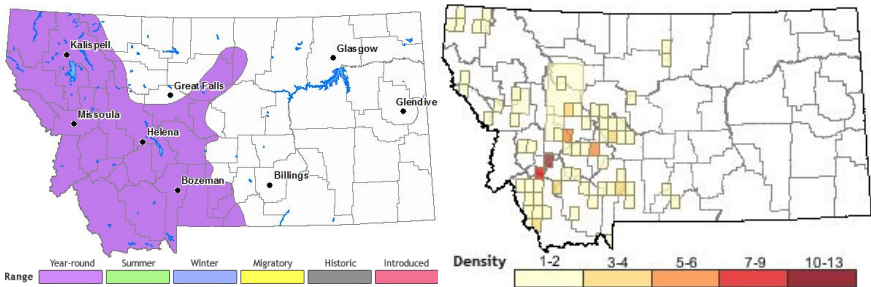 Kalispell
Glasgow
Great Falls
Glendive
Missoula
Helena
Bozeman
Billings
Year-round Summer Winter Migratory Historic Introduced
Range
Density 1-2 3-4 5-6 7-9 10-13